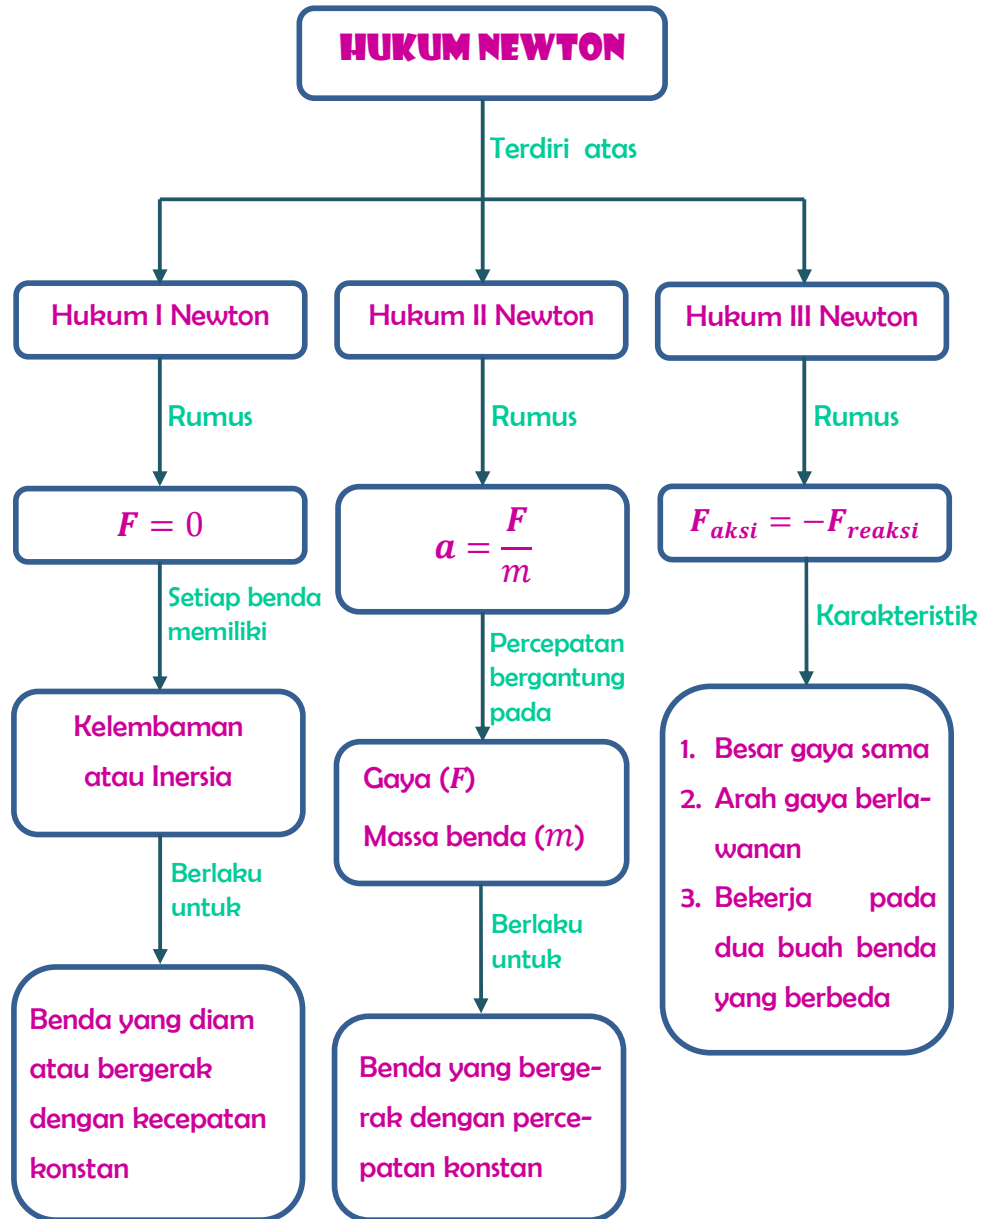 HUKUM NEWTON
Terdiri atas
Hukum I Newton
Rumus
F = 0
Setiap benda
memiliki
Kelembaman
atau Inersia
Berlaku
untuk
Benda yang diam
atau bergerak
dengan kecepatan
konstan
Hukum II Newton
Rumus
a = F/m
Percepatan
bergantung
pada
Gaya (F)
Massa benda (m)
Berlaku
untuk
Benda yang berge-
rak dengan perce-
patan konstan
Hukum III Newton
Rumus
F_aksi = −F_reaksi
Karakteristik
1. Besar gaya sama
2. Arah gaya berla-
wanan
3. Bekerja pada
dua buah benda
yang berbeda